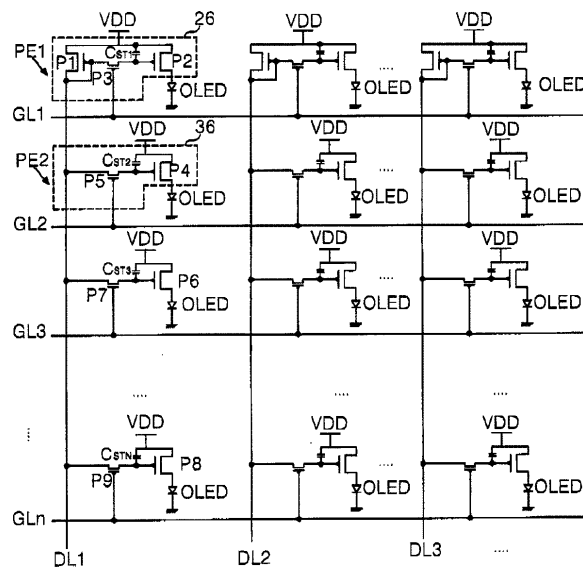 26
VDD VDD VDD
PE1 P1 CST1 P2
P3
OLED OLED OLED
GL1
36
VDD VDD VDD
PE2 CST2 P4
P5
OLED OLED OLED
GL2
VDD VDD VDD
CST3 P6
P7
OLED OLED OLED
GL3
VDD VDD VDD
CSTN P8
P9
OLED OLED OLED
GLn
DL1 DL2 DL3